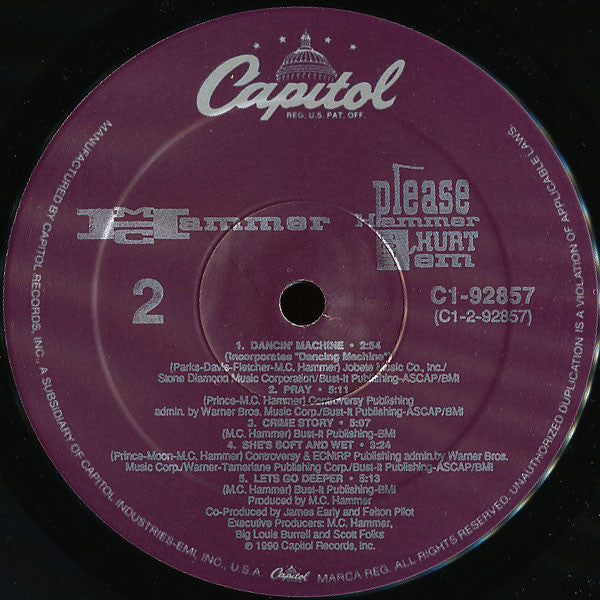 Capitol
REG. U.S. PAT. OFF.
MC Hammer
please
Hammer
Don't HURT
em
2
C1-92857
(C1-2-92857)
1. DANCIN' MACHINE • 2:54
(Incorporates "Dancing Machine")
(Parks-Davis-Fletcher-M.C. Hammer) Jobete Music Co., Inc./
Stone Diamond Music Corporation/Bust-It Publishing-ASCAP/BMI
2. PRAY • 5:11
(Prince-M.C. Hammer) Controversy Publishing
admin. by Warner Bros. Music Corp./Bust-It Publishing-ASCAP/BMI
3. CRIME STORY • 5:07
(M.C. Hammer) Bust-It Publishing-BMI
4. SHE'S SOFT AND WET • 3:24
(Prince-Moon-M.C. Hammer) Controversy & ECNIRP Publishing admin.by Warner Bros.
Music Corp./Warner-Tamerlane Publishing Corp./Bust-It Publishing-ASCAP/BMI
5. LETS GO DEEPER • 5:13
(M.C. Hammer) Bust-It Publishing-BMI
Produced by M.C. Hammer
Co-Produced by James Early and Felton Pilot
Executive Producers: M.C. Hammer,
Big Louis Burrell and Scott Folks
℗ 1990 Capitol Records, Inc.
MANUFACTURED BY CAPITOL RECORDS, INC., A SUBSIDIARY OF CAPITOL INDUSTRIES-EMI, INC., U.S.A. Capitol MARCA REG. ALL RIGHTS RESERVED. UNAUTHORIZED DUPLICATION IS A VIOLATION OF APPLICABLE LAWS.